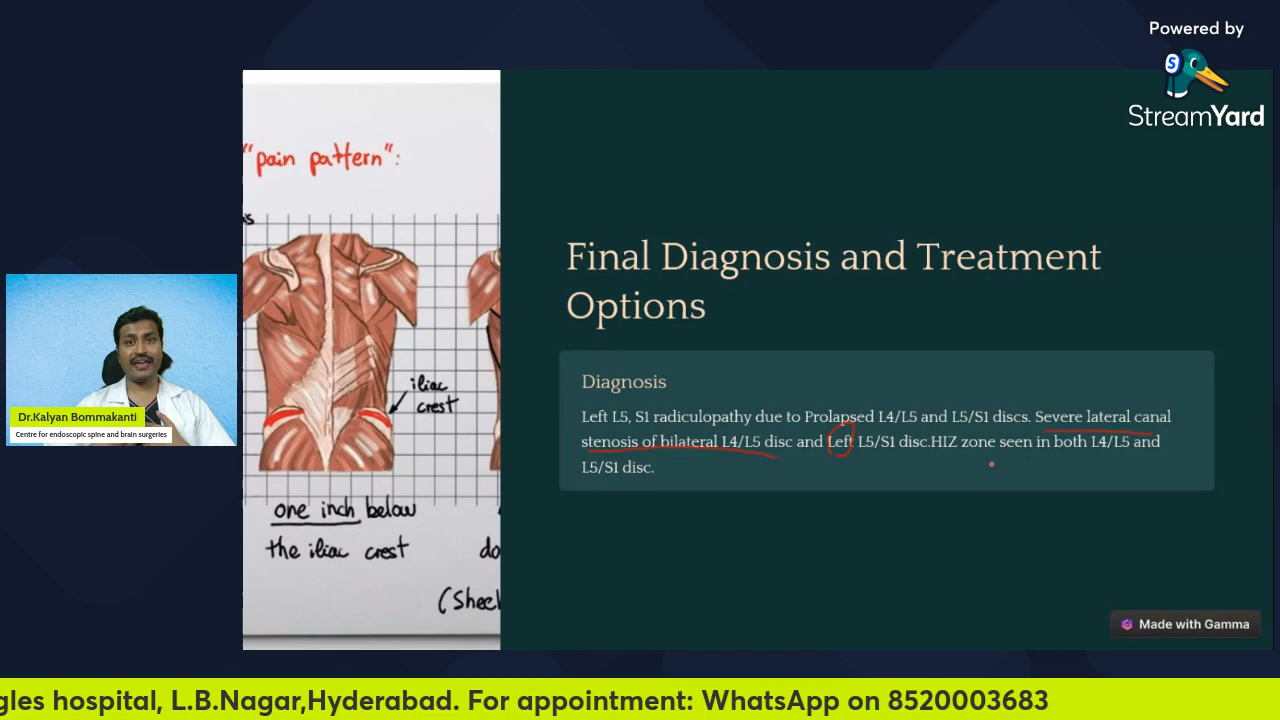 Powered by
StreamYard
"pain pattern":
is
iliac
crest
one inch below
the iliac crest
do
(Shecl
Final Diagnosis and Treatment
Options
Diagnosis
Left L5, S1 radiculopathy due to Prolapsed L4/L5 and L5/S1 discs. Severe lateral canal
stenosis of bilateral L4/L5 disc and Left L5/S1 disc.HIZ zone seen in both L4/L5 and
L5/S1 disc.
Dr.Kalyan Bommakanti
Centre for endoscopic spine and brain surgeries
Made with Gamma
gles hospital, L.B.Nagar,Hyderabad. For appointment: WhatsApp on 8520003683